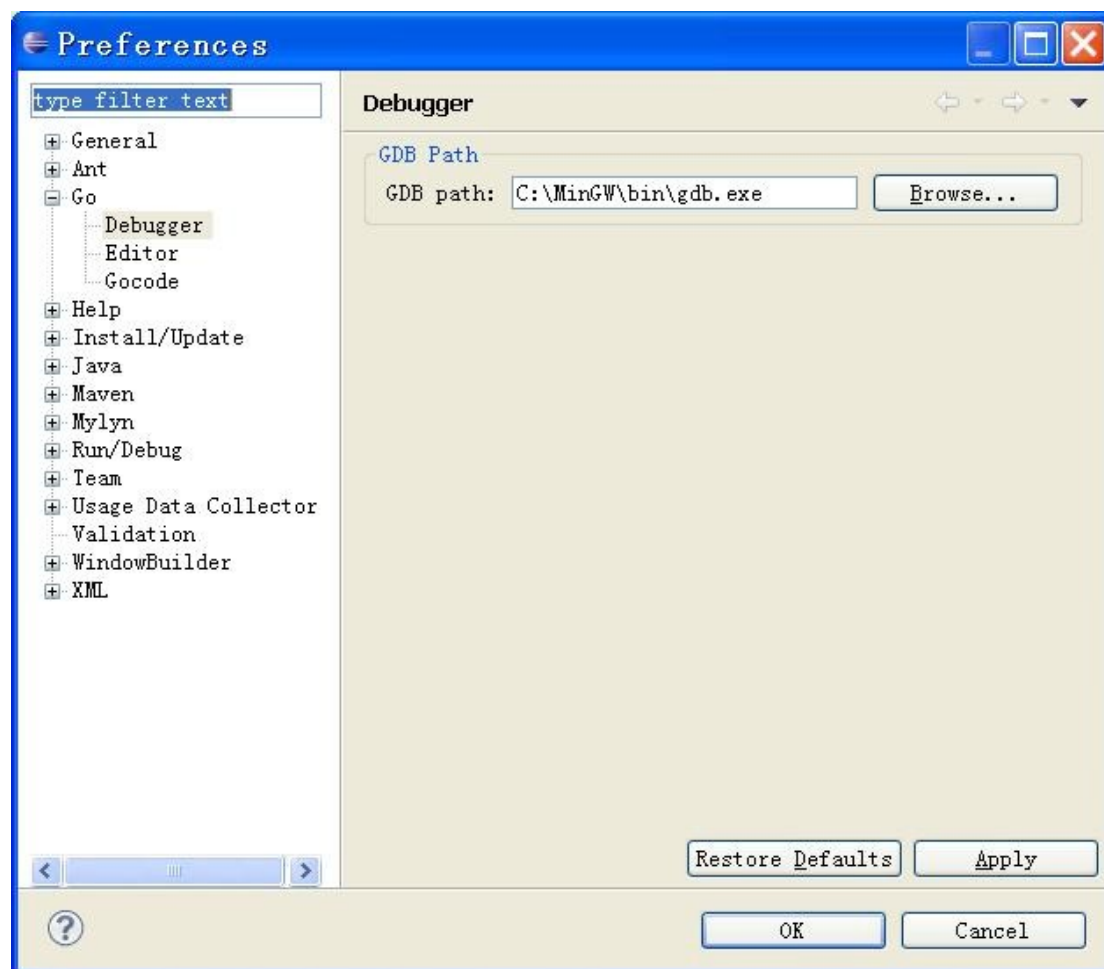 Preferences
type filter text
General
Ant
Go
Debugger
Editor
Gocode
Help
Install/Update
Java
Maven
Mylyn
Run/Debug
Team
Usage Data Collector
Validation
WindowBuilder
XML
Debugger
GDB Path
GDB path: C:\MinGW\bin\gdb.exe Browse...
Restore Defaults Apply
? OK Cancel